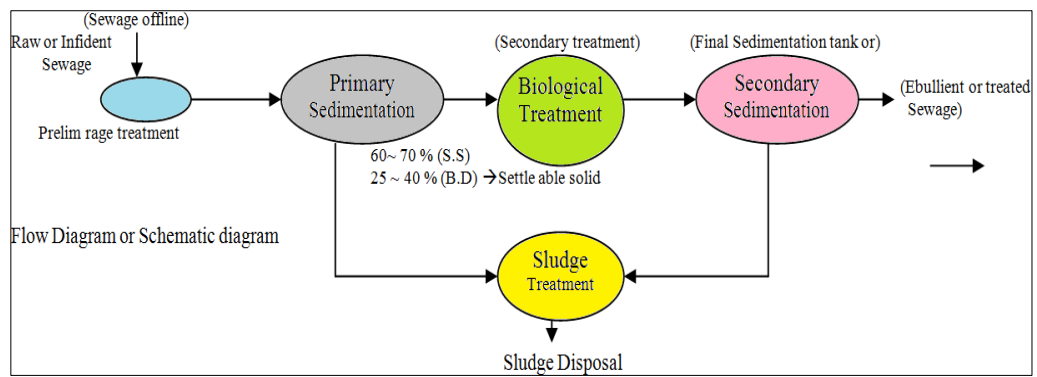 (Sewage offline)
Raw or Infident
Sewage
Prelim rage treatment
Primary
Sedimentation
60~ 70 % (S.S)
25 ~ 40 % (B.D) →Settle able solid
(Secondary treatment)
Biological
Treatment
(Final Sedimentation tank or)
Secondary
Sedimentation
(Ebullient or treated
Sewage)
Flow Diagram or Schematic diagram
Sludge
Treatment
Sludge Disposal